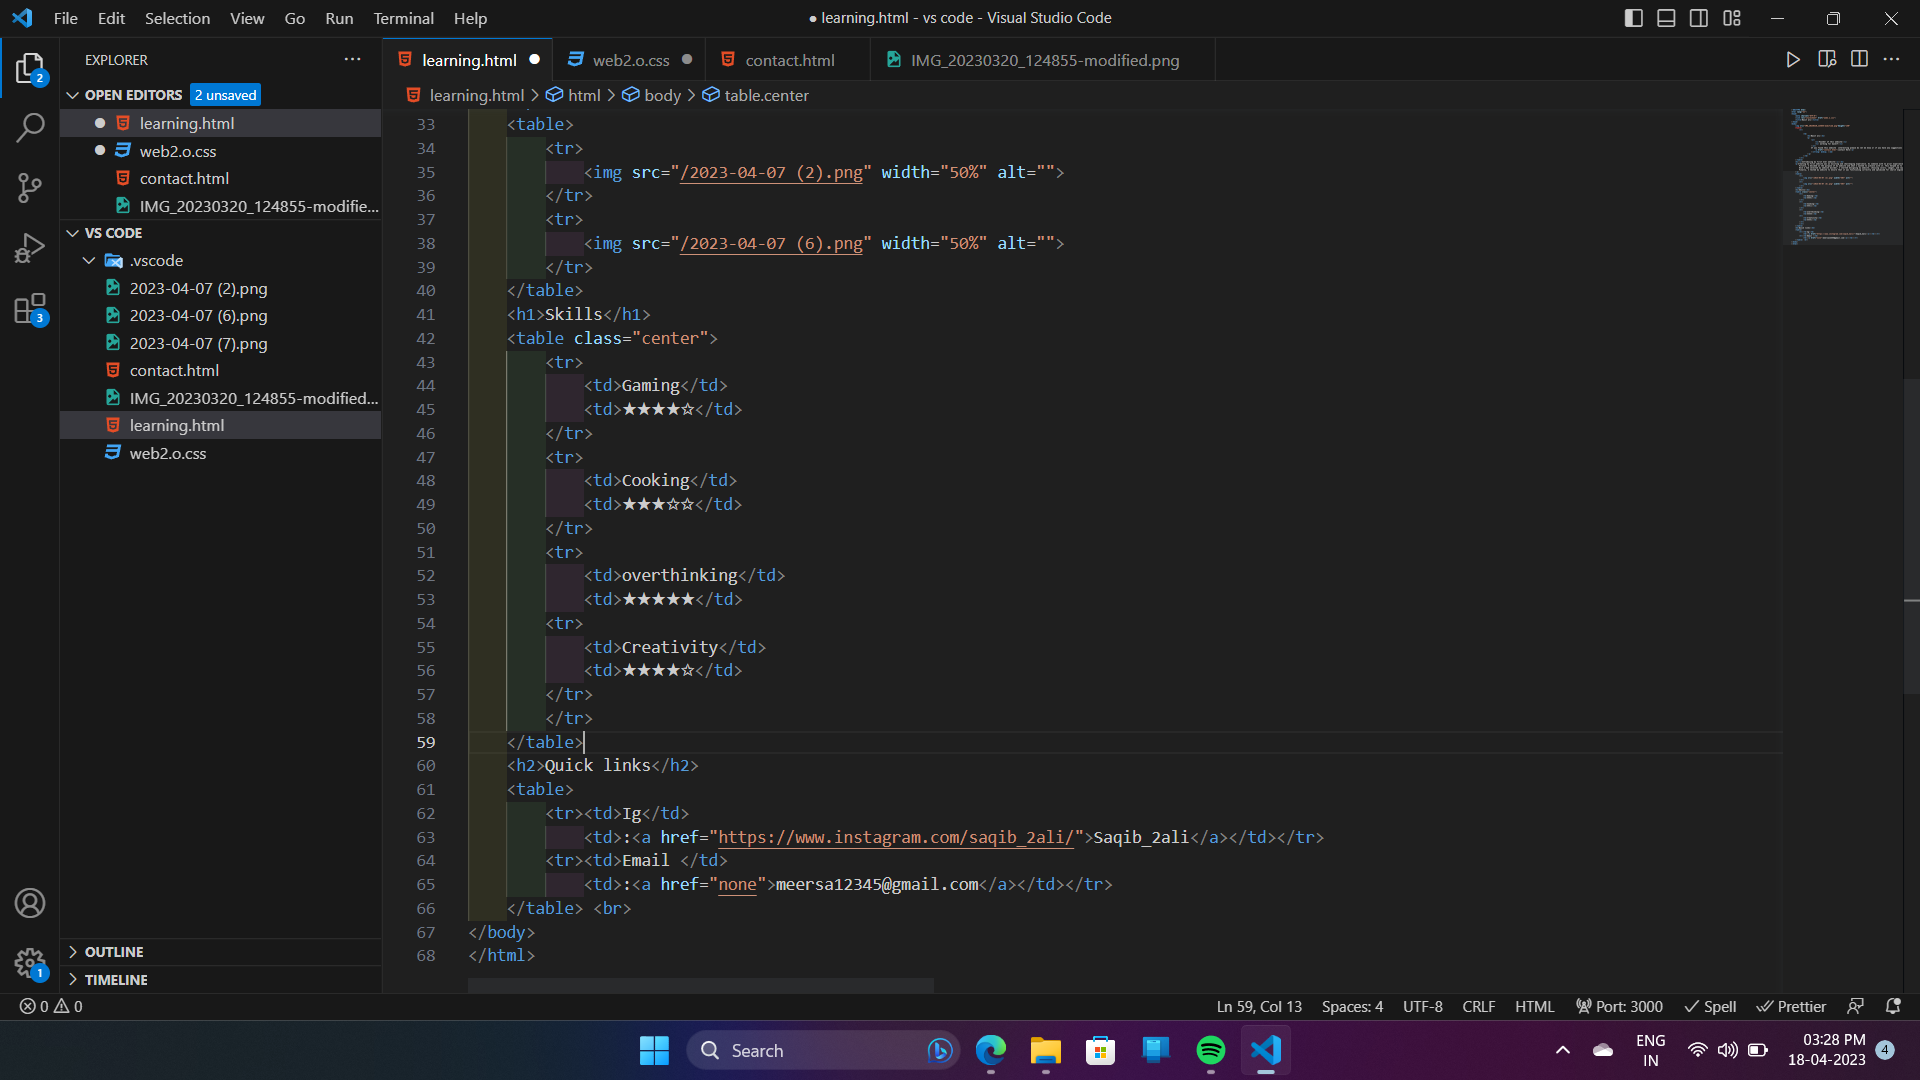 File Edit Selection View Go Run Terminal Help
● learning.html - vs code - Visual Studio Code
EXPLORER
OPEN EDITORS 2 unsaved
learning.html
web2.o.css
contact.html
IMG_20230320_124855-modifie...
VS CODE
.vscode
2023-04-07 (2).png
2023-04-07 (6).png
2023-04-07 (7).png
contact.html
IMG_20230320_124855-modified...
learning.html
web2.o.css
OUTLINE
TIMELINE
2
3
1
learning.html web2.o.css contact.html IMG_20230320_124855-modified.png
learning.html > html > body > table.center
33 <table>
34 <tr>
35 <img src="/2023-04-07 (2).png" width="50%" alt="">
36 </tr>
37 <tr>
38 <img src="/2023-04-07 (6).png" width="50%" alt="">
39 </tr>
40 </table>
41 <h1>Skills</h1>
42 <table class="center">
43 <tr>
44 <td>Gaming</td>
45 <td>★★★★☆</td>
46 </tr>
47 <tr>
48 <td>Cooking</td>
49 <td>★★★☆☆</td>
50 </tr>
51 <tr>
52 <td>overthinking</td>
53 <td>★★★★★</td>
54 <tr>
55 <td>Creativity</td>
56 <td>★★★★☆</td>
57 </tr>
58 </tr>
59 </table>
60 <h2>Quick links</h2>
61 <table>
62 <tr><td>Ig</td>
63 <td>:<a href="https://www.instagram.com/saqib_2ali/">Saqib_2ali</a></td></tr>
64 <tr><td>Email </td>
65 <td>:<a href="none">meersa12345@gmail.com</a></td></tr>
66 </table> <br>
67 </body>
68 </html>
0 0 Ln 59, Col 13 Spaces: 4 UTF-8 CRLF HTML Port: 3000 Spell Prettier
Search
ENG
IN
03:28 PM
18-04-2023
4